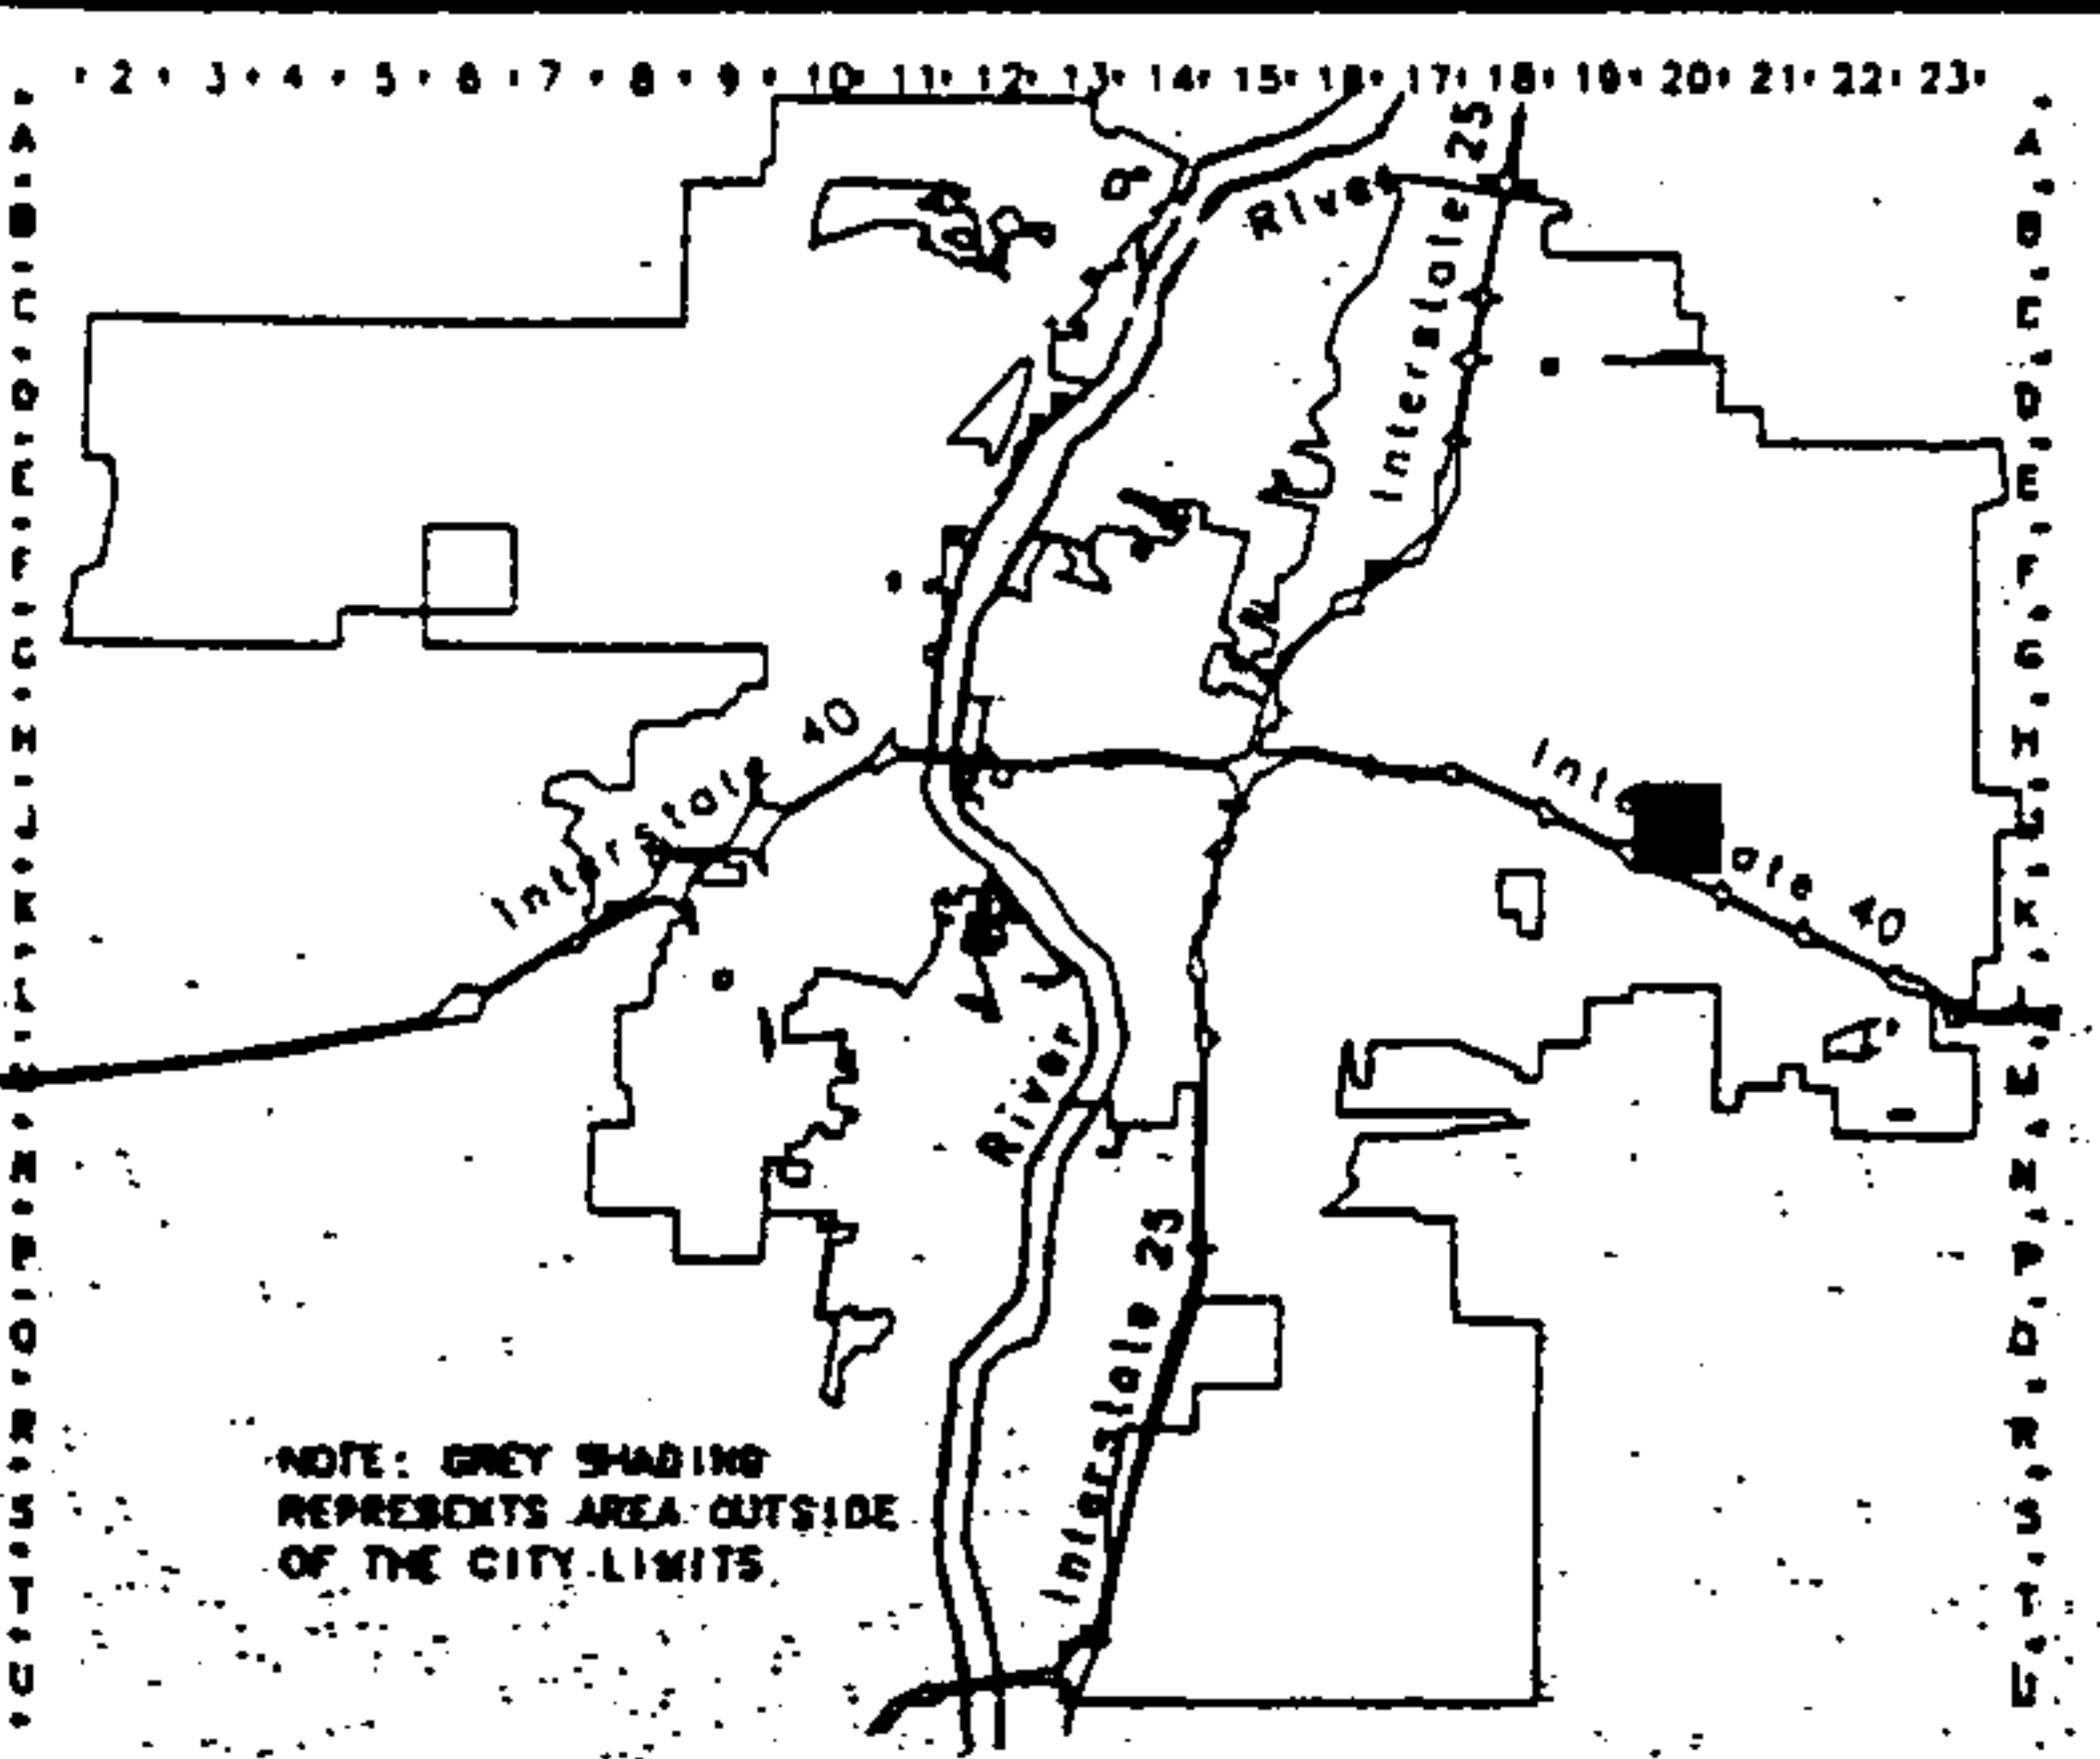 2 3 4 5 6 7 8 9 10 11 12 13 14 15 16 17 18 19 20 21 22 23
A A
B B
C C
D D
E E
F F
G G
H H
J J
K K
L L
M M
N N
P P
Q Q
R R
S S
T T
U U
River
Interstate 25
Interstate 40
Interstate 40
River
Interstate 25
NOTE: GREY SHADING
REPRESENTS AREA OUTSIDE
OF THE CITY LIMITS